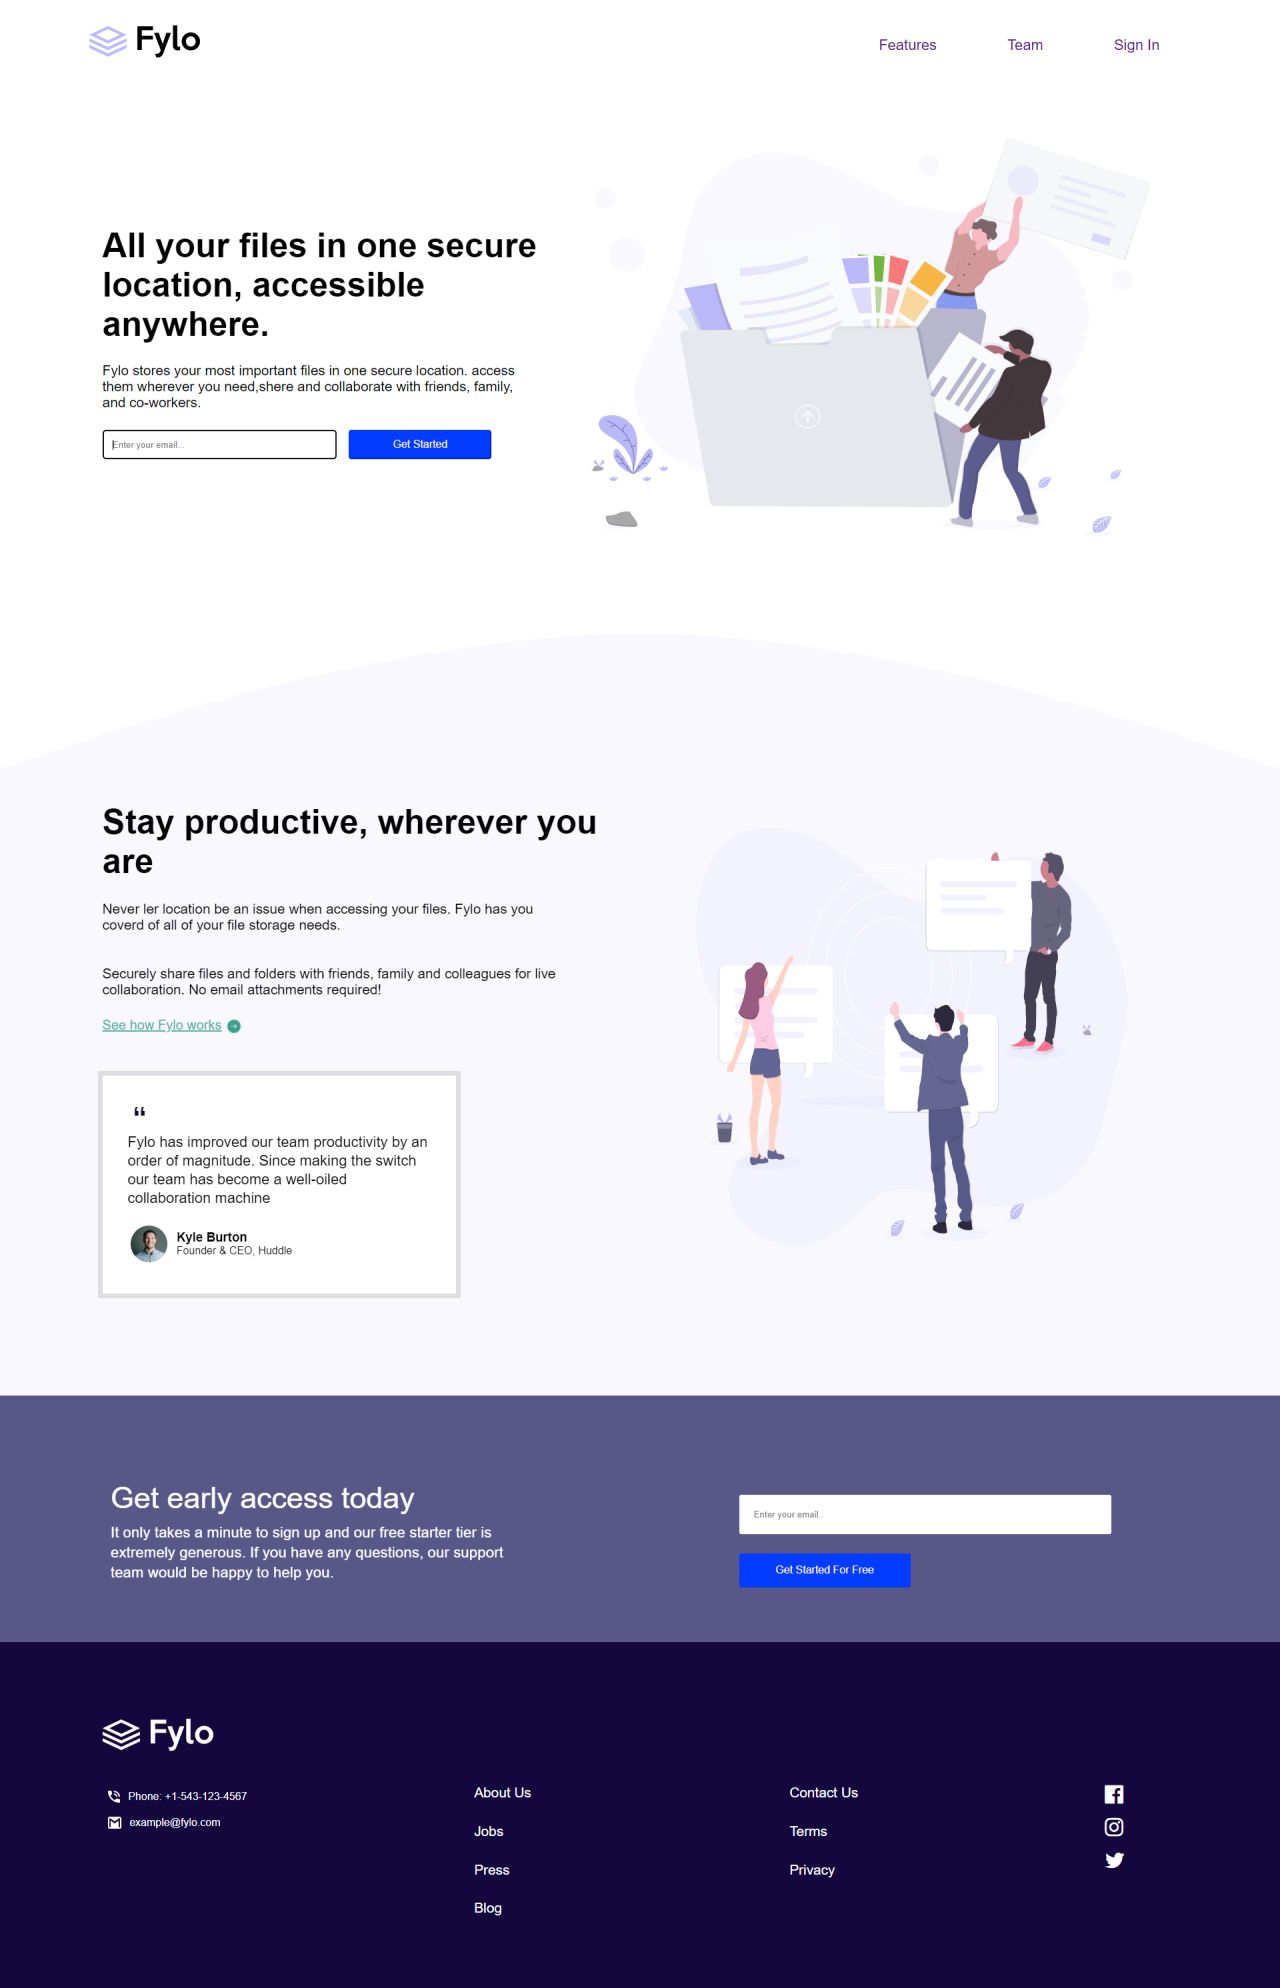 Fylo
Features
Team
Sign In
All your files in one secure
location, accessible
anywhere.
Fylo stores your most important files in one secure location. access
them wherever you need,shere and collaborate with friends, family,
and co-workers.
Enter your email...
Get Started
Stay productive, wherever you
are
Never ler location be an issue when accessing your files. Fylo has you
coverd of all of your file storage needs.
Securely share files and folders with friends, family and colleagues for live
collaboration. No email attachments required!
See how Fylo works
“
Fylo has improved our team productivity by an
order of magnitude. Since making the switch
our team has become a well-oiled
collaboration machine
Kyle Burton
Founder & CEO, Huddle
Get early access today
It only takes a minute to sign up and our free starter tier is
extremely generous. If you have any questions, our support
team would be happy to help you.
Enter your email..
Get Started For Free
Fylo
Phone: +1-543-123-4567
example@fylo.com
About Us
Jobs
Press
Blog
Contact Us
Terms
Privacy